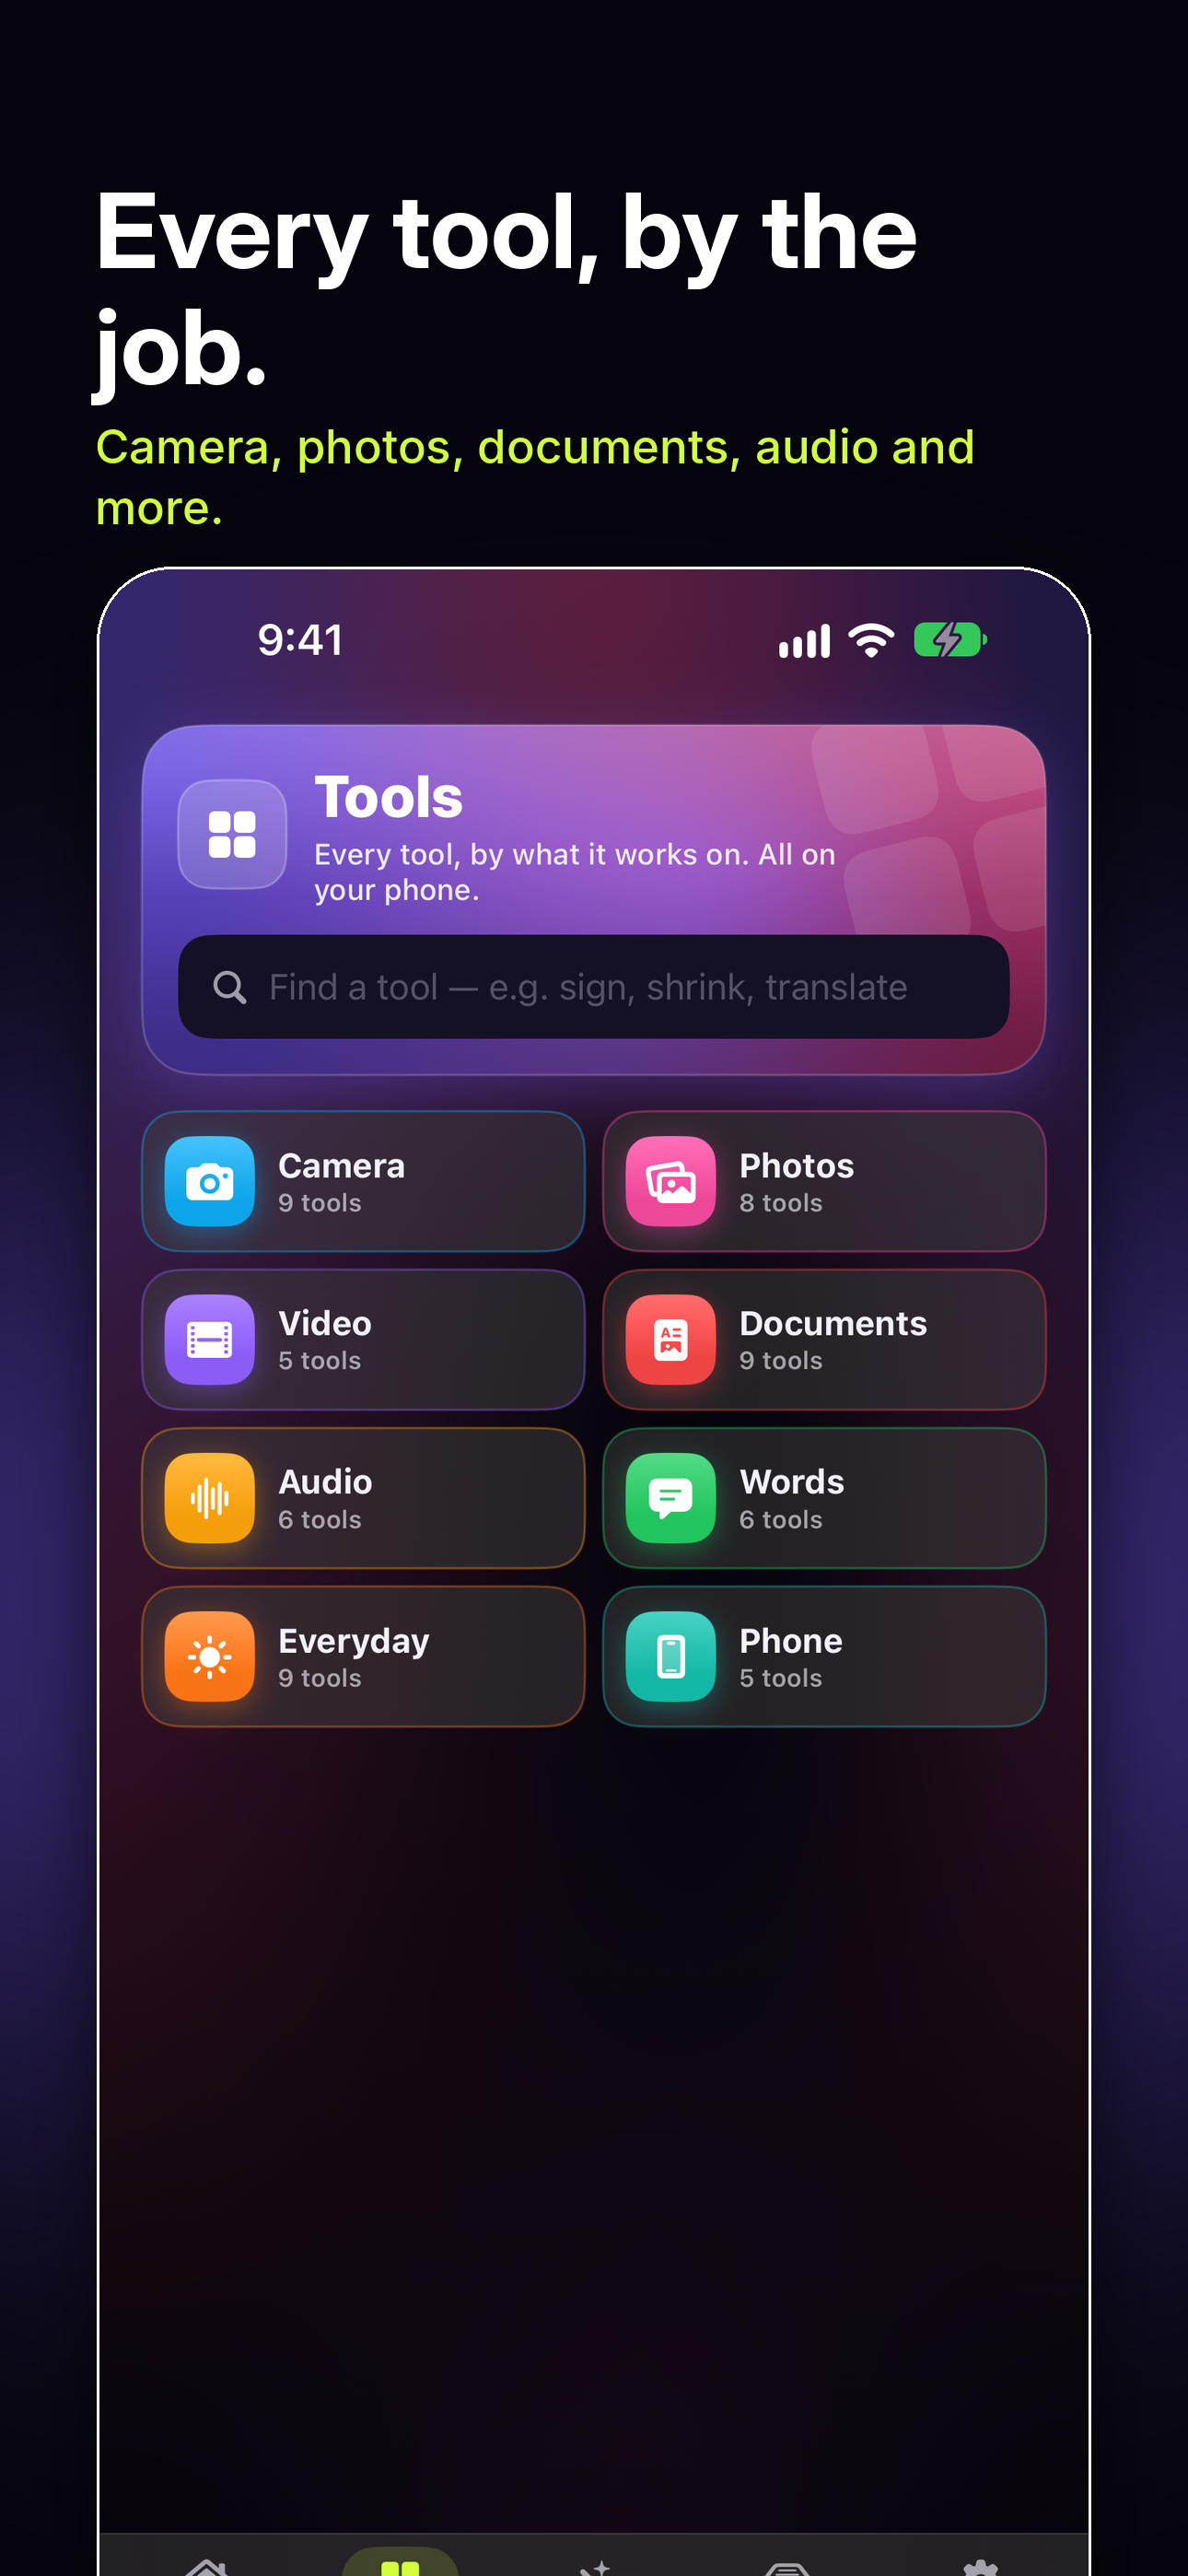 Every tool, by the
job.
Camera, photos, documents, audio and
more.
9:41
Tools
Every tool, by what it works on. All on
your phone.
Find a tool — e.g. sign, shrink, translate
Camera
9 tools
Photos
8 tools
Video
5 tools
Documents
9 tools
Audio
6 tools
Words
6 tools
Everyday
9 tools
Phone
5 tools